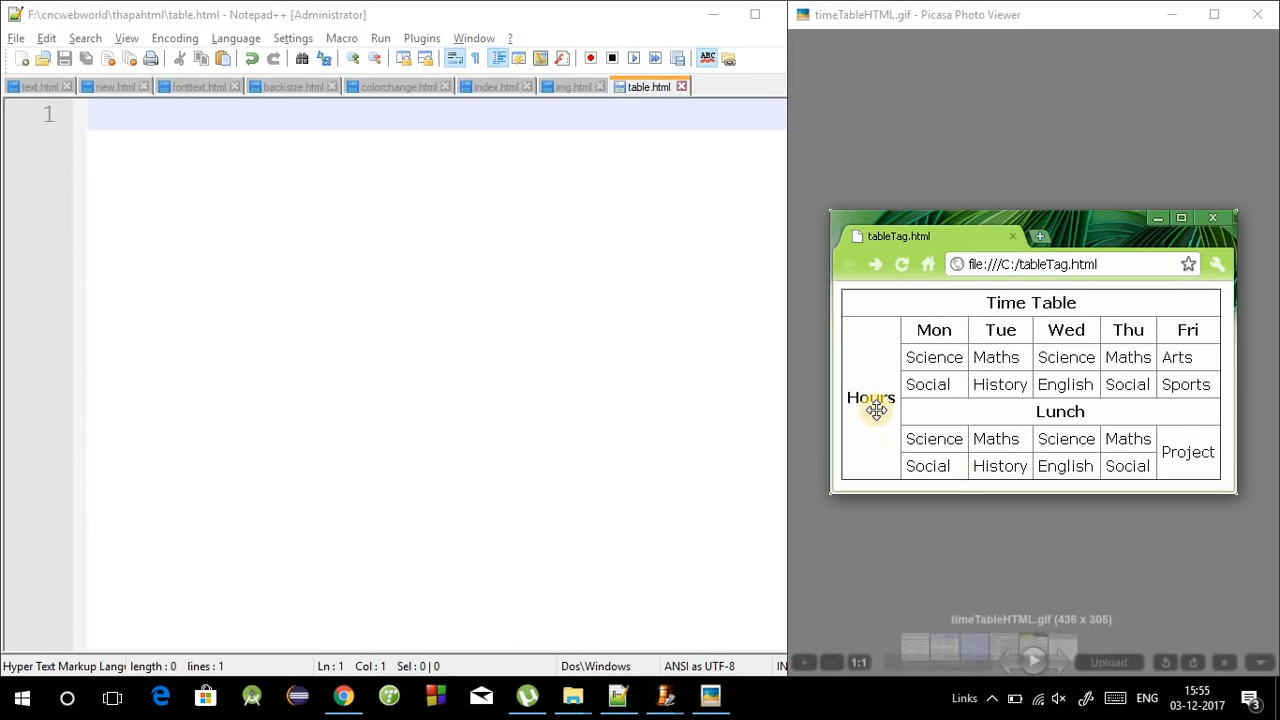 F:\cncwebworld\thapahtml\table.html - Notepad++ [Administrator]
File Edit Search View Encoding Language Settings Macro Run Plugins Window ?
ABC
text.html new.html fonttext.html backsize.html colorchange.html index.html img.html table.html
1
Hyper Text Markup Langu length : 0 lines : 1 Ln : 1 Col : 1 Sel : 0 | 0 Dos\Windows ANSI as UTF-8 IN
timeTableHTML.gif - Picasa Photo Viewer
tableTag.html
file:///C:/tableTag.html
Time Table
Mon Tue Wed Thu Fri
Science Maths Science Maths Arts
Social History English Social Sports
Hours
Lunch
Science Maths Science Maths
Project
Social History English Social
timeTableHTML.gif (436 x 305)
1:1 Upload
Links ENG 15:55
03-12-2017
3